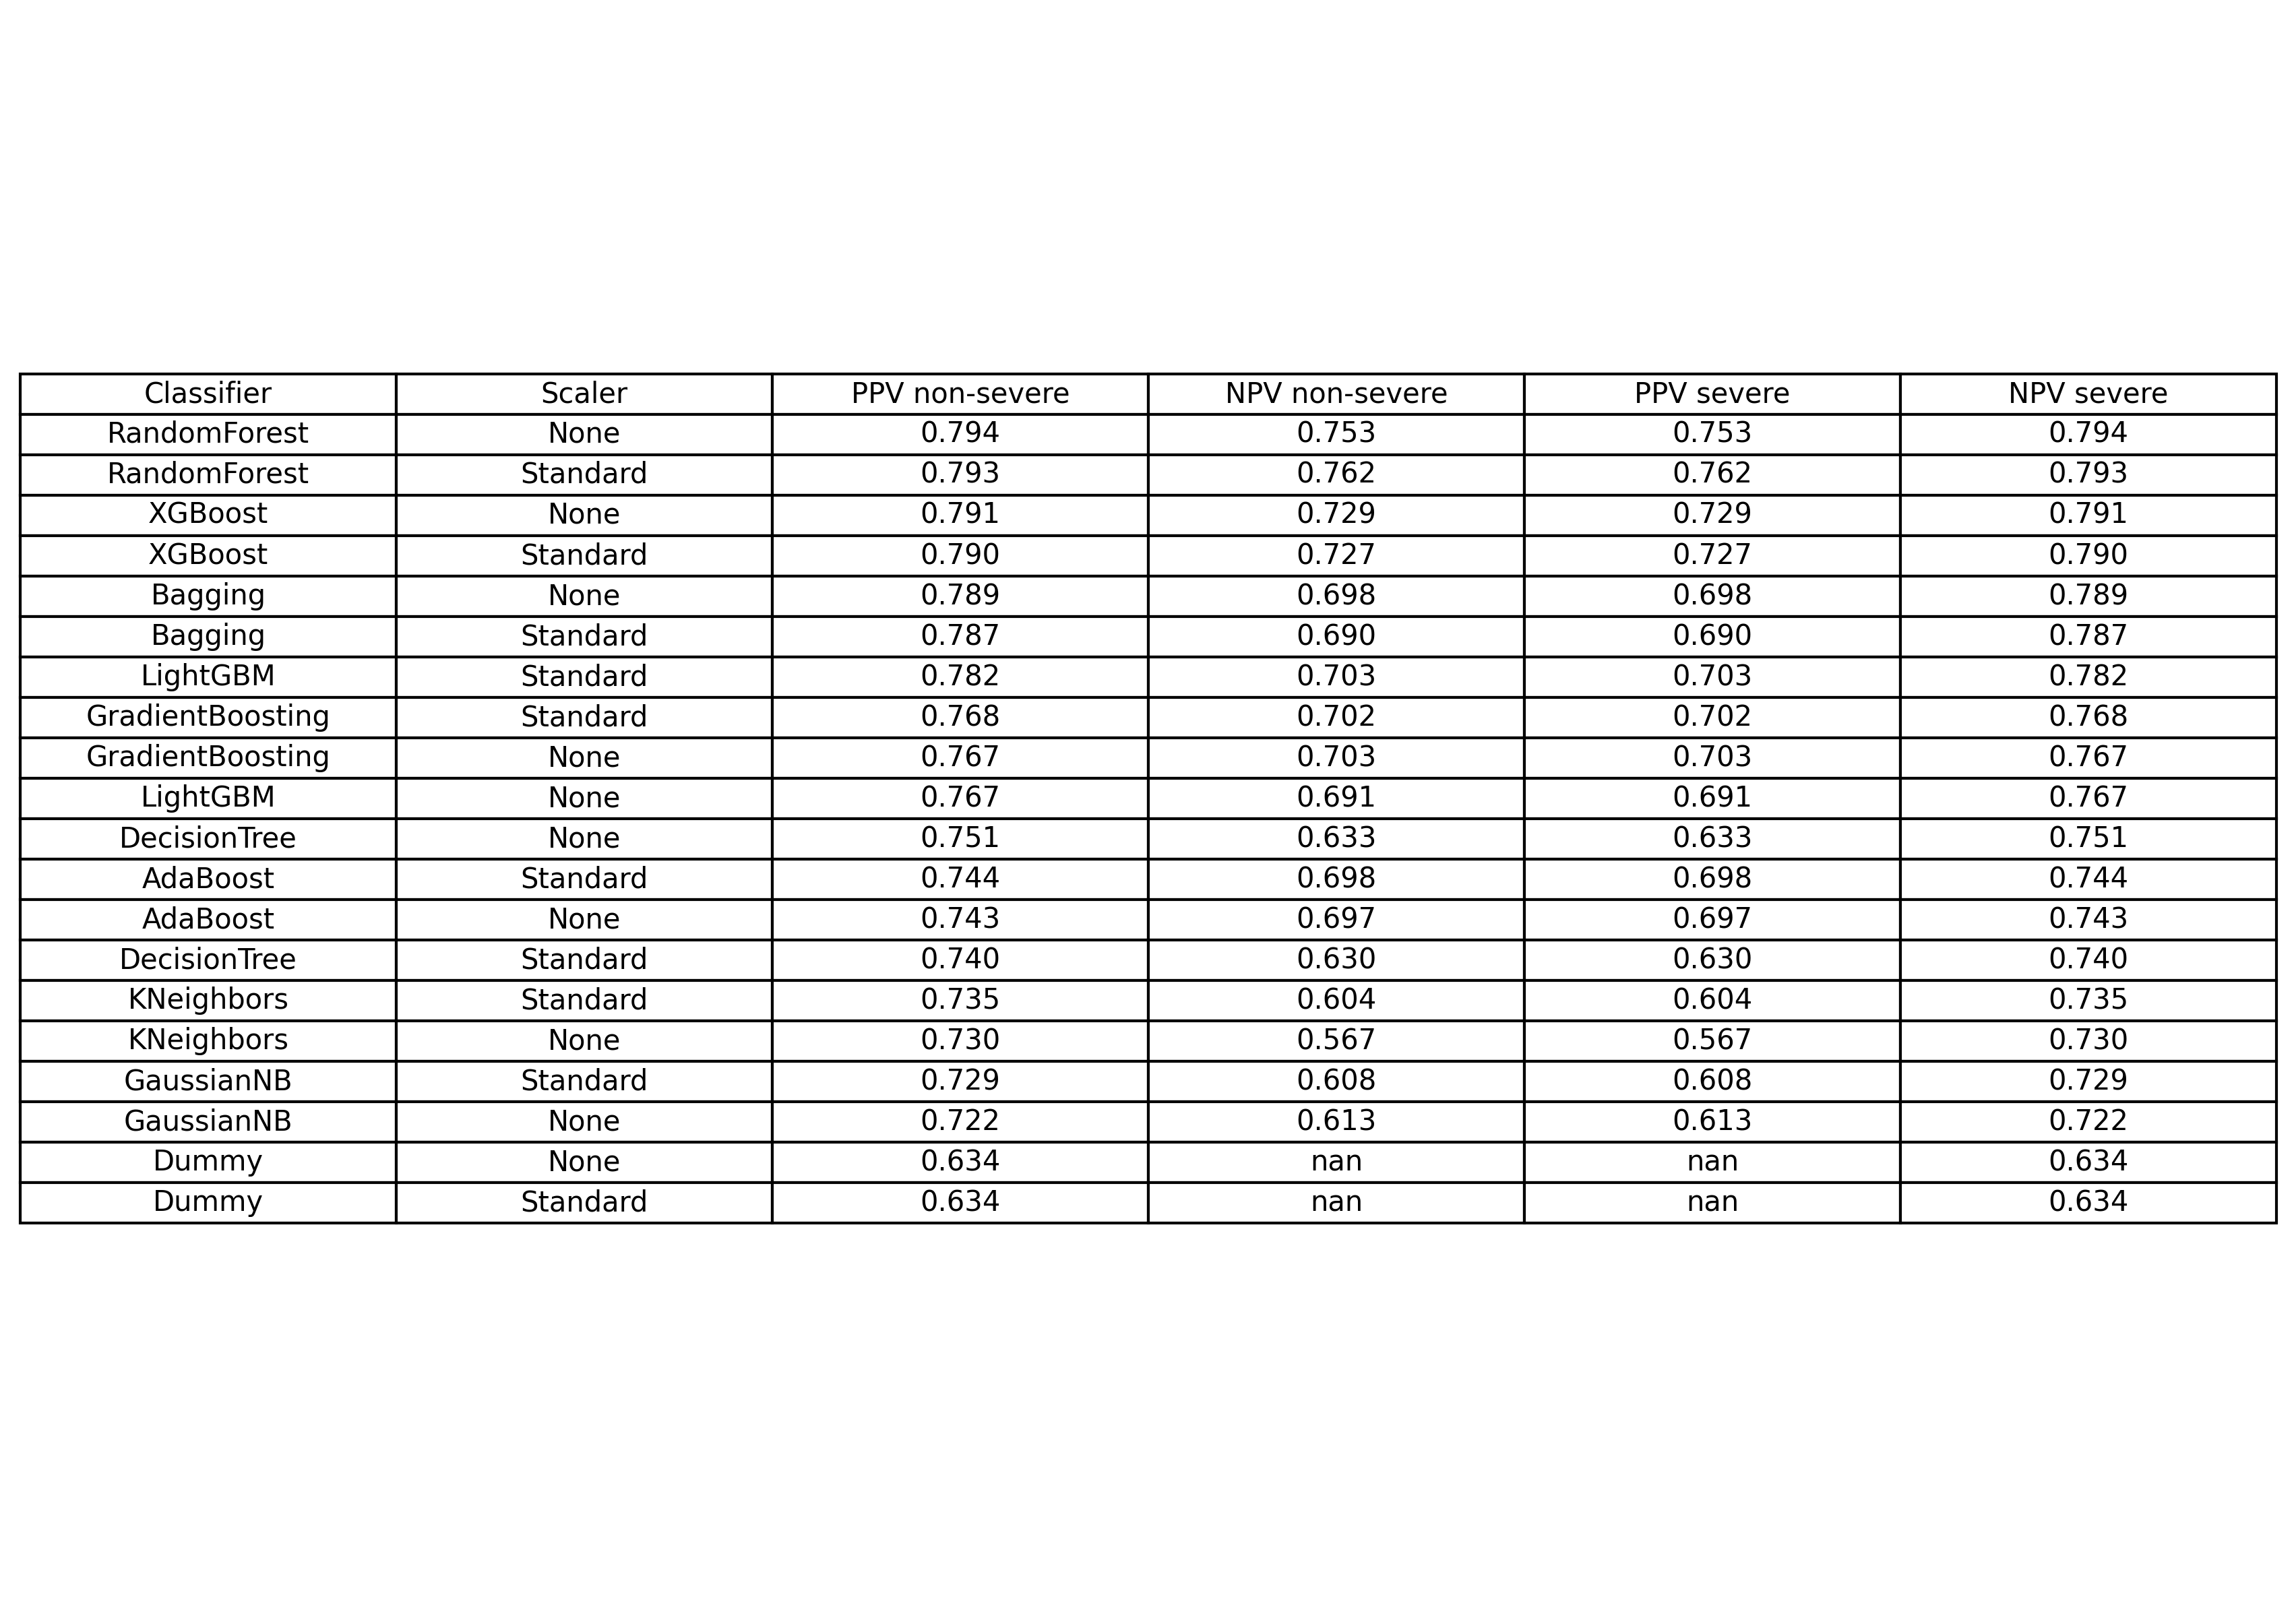 Classifier Scaler PPV non-severe NPV non-severe PPV severe NPV severe
RandomForest None 0.794 0.753 0.753 0.794
RandomForest Standard 0.793 0.762 0.762 0.793
XGBoost None 0.791 0.729 0.729 0.791
XGBoost Standard 0.790 0.727 0.727 0.790
Bagging None 0.789 0.698 0.698 0.789
Bagging Standard 0.787 0.690 0.690 0.787
LightGBM Standard 0.782 0.703 0.703 0.782
GradientBoosting Standard 0.768 0.702 0.702 0.768
GradientBoosting None 0.767 0.703 0.703 0.767
LightGBM None 0.767 0.691 0.691 0.767
DecisionTree None 0.751 0.633 0.633 0.751
AdaBoost Standard 0.744 0.698 0.698 0.744
AdaBoost None 0.743 0.697 0.697 0.743
DecisionTree Standard 0.740 0.630 0.630 0.740
KNeighbors Standard 0.735 0.604 0.604 0.735
KNeighbors None 0.730 0.567 0.567 0.730
GaussianNB Standard 0.729 0.608 0.608 0.729
GaussianNB None 0.722 0.613 0.613 0.722
Dummy None 0.634 nan nan 0.634
Dummy Standard 0.634 nan nan 0.634